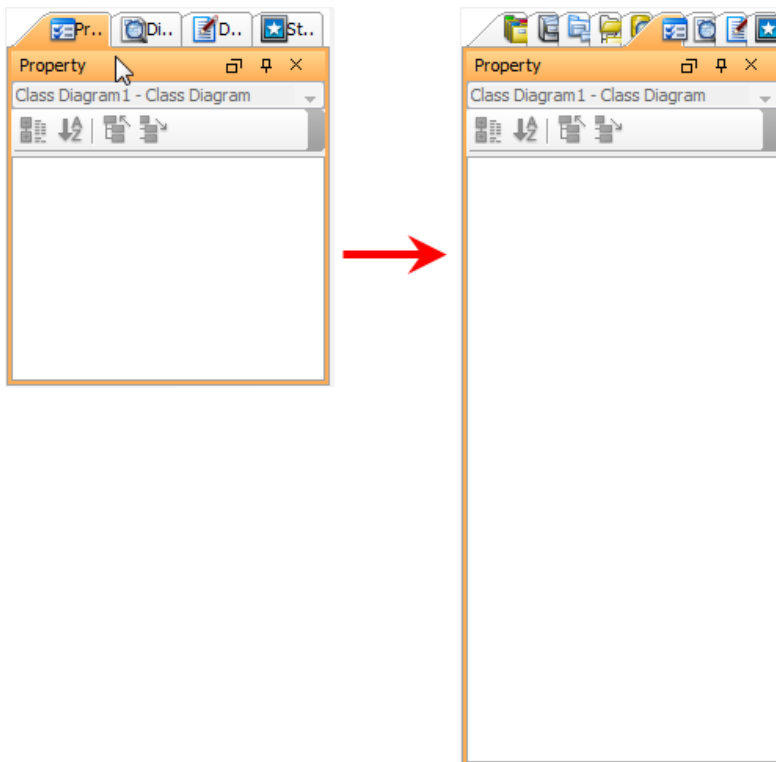 Pr.. Di.. D.. St..
Property
Class Diagram1 - Class Diagram
Property
Class Diagram1 - Class Diagram